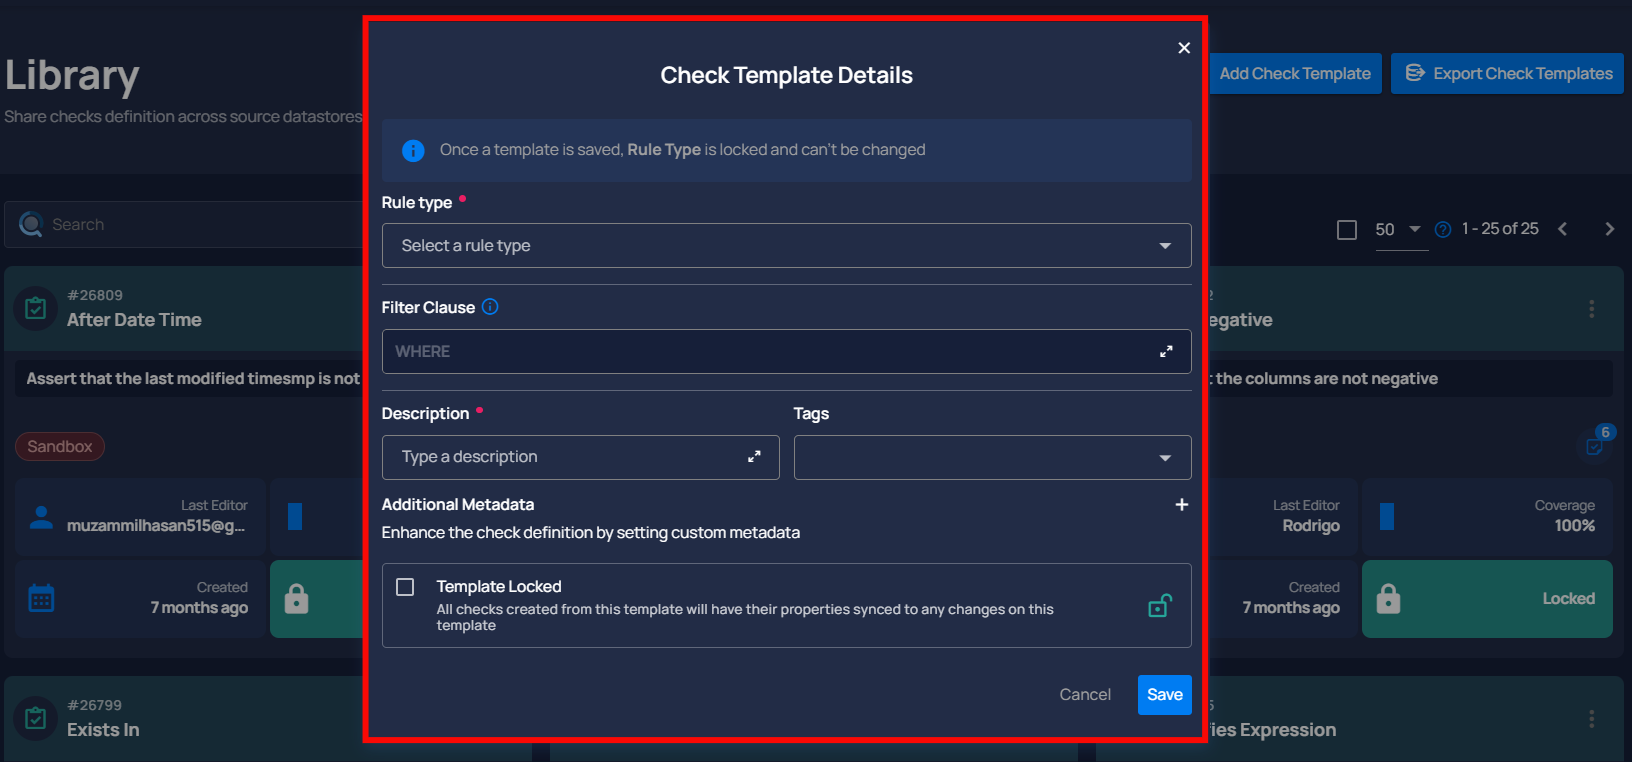 Library
Share checks definition across source datastores
Add Check Template
Export Check Templates
Search
50
1 - 25 of 25
#26809
After Date Time
Assert that the last modified timesmp is not
Sandbox
Last Editor
muzammilhasan515@g...
Created
7 months ago
#26799
Exists In
Check Template Details
Once a template is saved, Rule Type is locked and can't be changed
Rule type
Select a rule type
Filter Clause
WHERE
Description
Tags
Type a description
Additional Metadata
Enhance the check definition by setting custom metadata
Template Locked
All checks created from this template will have their properties synced to any changes on this
template
Cancel
Save
egative
the columns are not negative
6
Last Editor
Rodrigo
Coverage
100%
Created
7 months ago
Locked
fies Expression